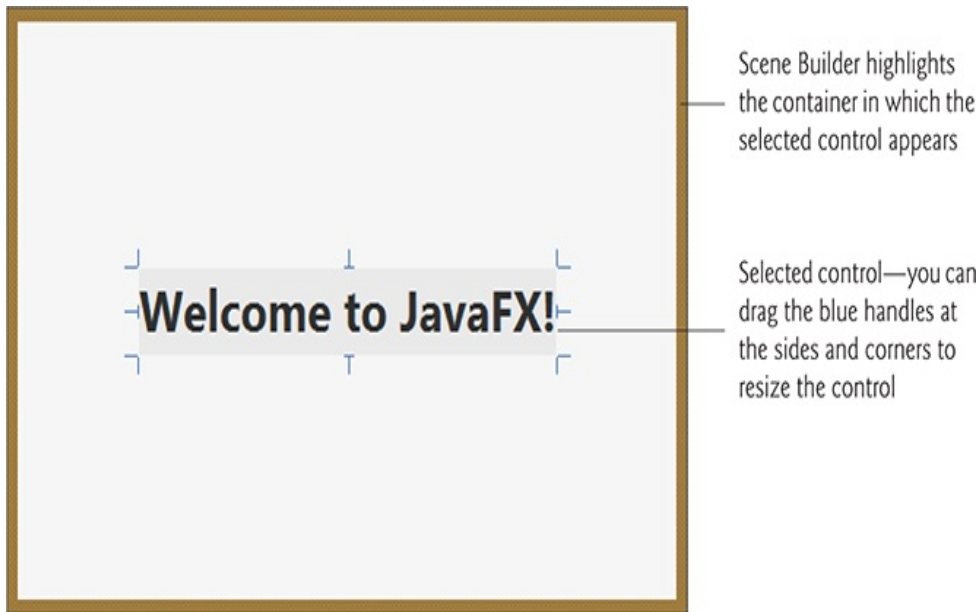 Scene Builder highlights
the container in which the
selected control appears
Welcome to JavaFX!
Selected control—you can
drag the blue handles at
the sides and corners to
resize the control